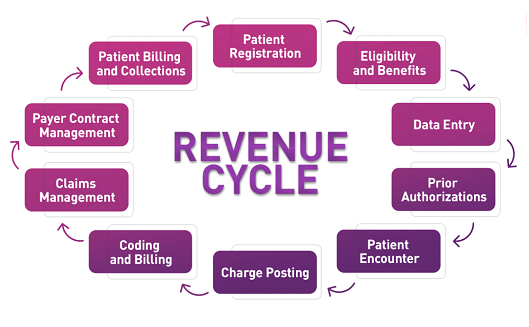 Patient
Registration
Eligibility
and Benefits
Data Entry
Prior
Authorizations
Patient
Encounter
Charge Posting
Coding
and Billing
Claims
Management
Payer Contract
Management
Patient Billing
and Collections
REVENUE
CYCLE